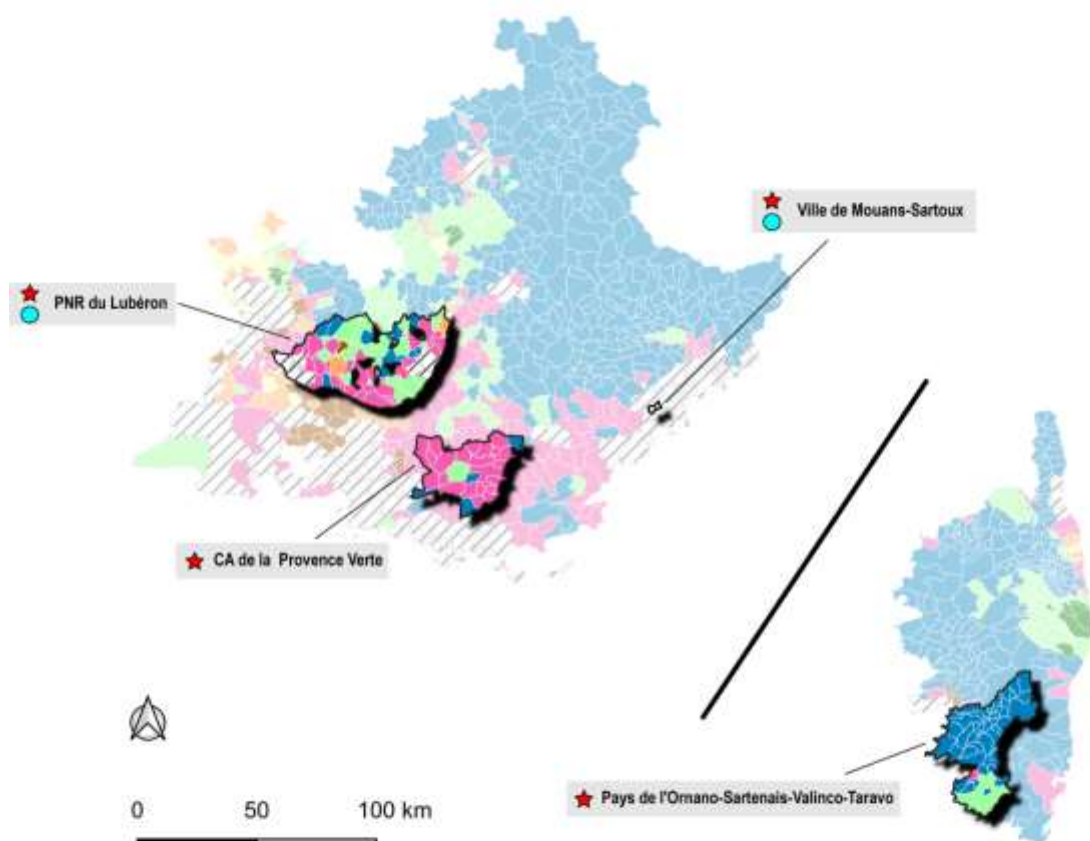 Ville de Mouans-Sartoux
PNR du Lubéron
CA de la Provence Verte
Pays de l'Ornano-Sartenais-Valinco-Taravo
0 50 100 km